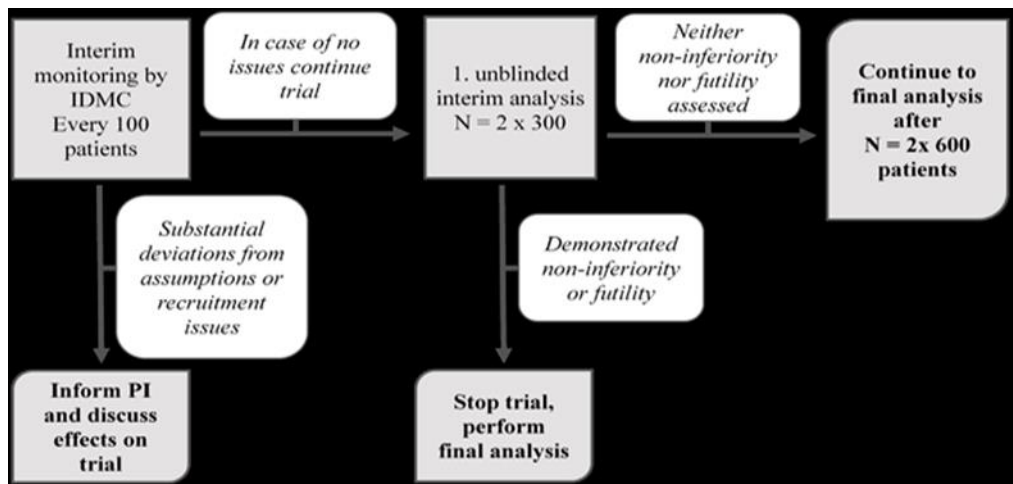 Interim
monitoring by
IDMC
Every 100
patients
In case of no
issues continue
trial
1. unblinded
interim analysis
N = 2 x 300
Neither
non-inferiority
nor futility
assessed
Continue to
final analysis
after
N = 2x 600
patients
Substantial
deviations from
assumptions or
recruitment
issues
Demonstrated
non-inferiority
or futility
Inform PI
and discuss
effects on
trial
Stop trial,
perform
final analysis